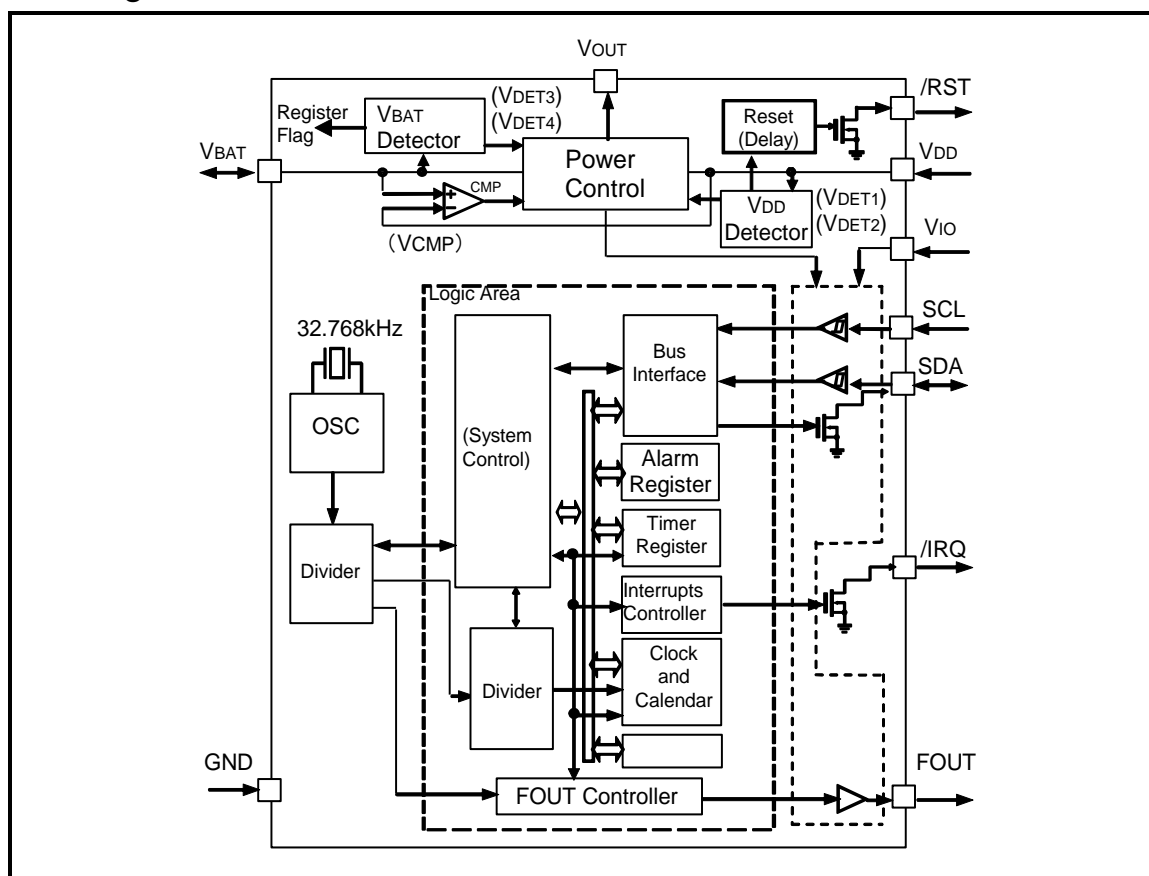 VOUT
/RST
(VDET3)
(VDET4)
Register
Flag
VBAT
Detector
Reset
(Delay)
VBAT
Power
Control
VDD
CMP
+
−
(VCMP)
VDD
Detector
(VDET1)
(VDET2)
VIO
Logic Area
32.768kHz
SCL
Bus
Interface
SDA
OSC
(System
Control)
Alarm
Register
Timer
Register
/IRQ
Divider
Interrupts
Controller
Clock
and
Calendar
Divider
GND
FOUT
FOUT Controller